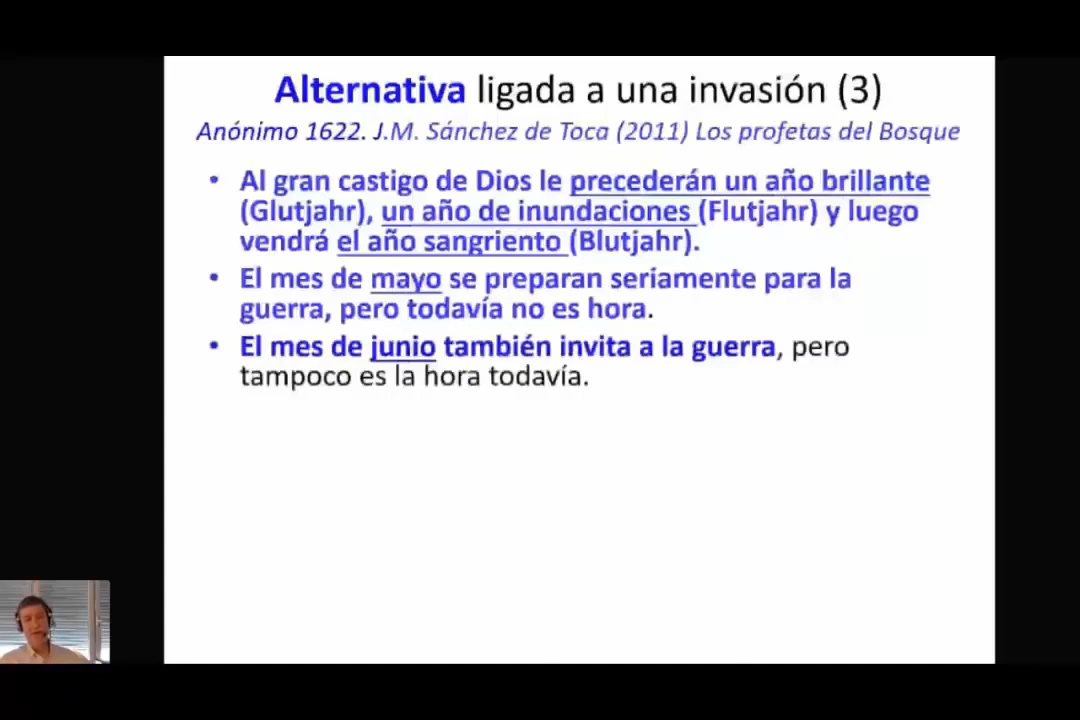 Alternativa ligada a una invasión (3)
Anónimo 1622. J.M. Sánchez de Toca (2011) Los profetas del Bosque
• Al gran castigo de Dios le precederán un año brillante
(Glutjahr), un año de inundaciones (Flutjahr) y luego
vendrá el año sangriento (Blutjahr).
• El mes de mayo se preparan seriamente para la
guerra, pero todavía no es hora.
• El mes de junio también invita a la guerra, pero
tampoco es la hora todavía.